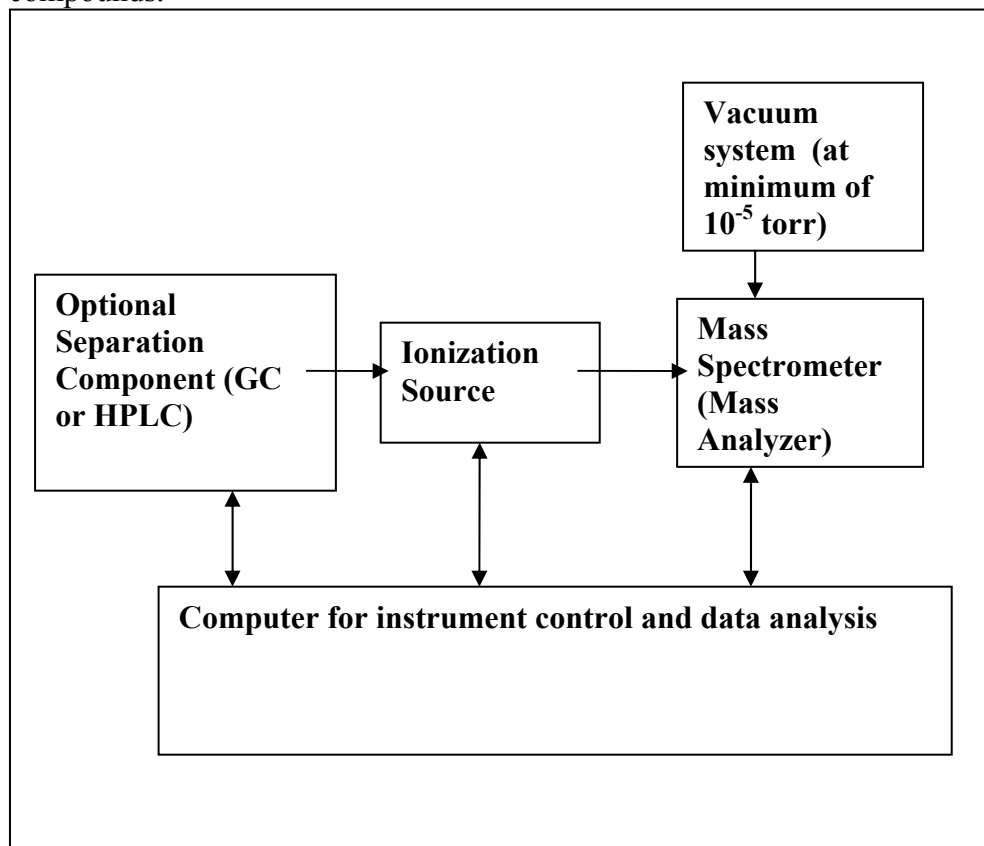 compounds.
Vacuum
system (at
minimum of
10⁻⁵ torr)
Optional
Separation
Component (GC
or HPLC)
Ionization
Source
Mass
Spectrometer
(Mass
Analyzer)
Computer for instrument control and data analysis